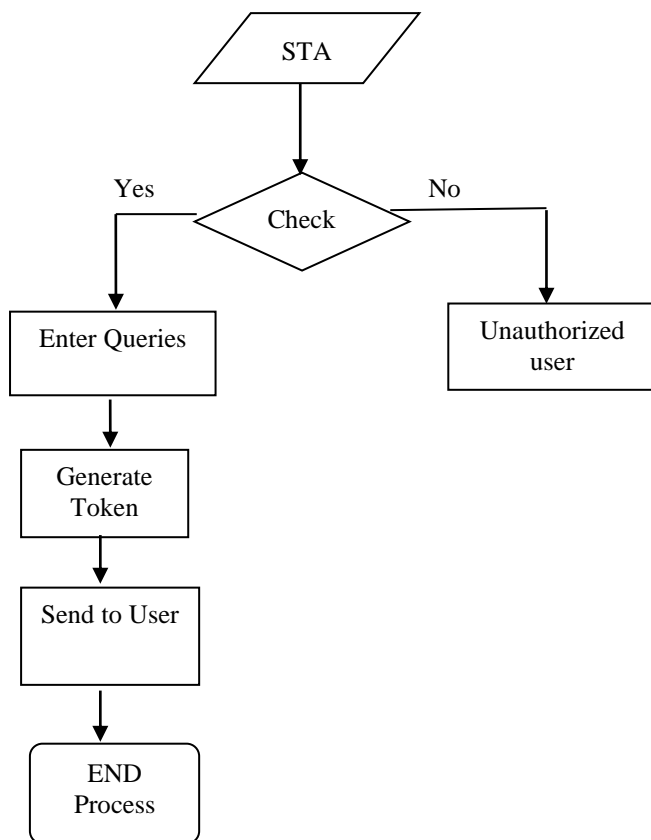 STA
Yes
No
Check
Enter Queries
Unauthorized
user
Generate
Token
Send to User
END
Process